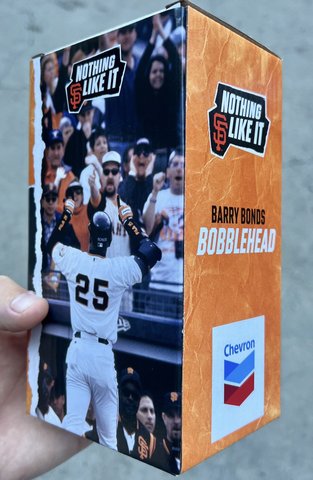 NOTHING
SF LIKE IT
25
NOTHING
SF LIKE IT
BARRY BONDS
BOBBLEHEAD
Chevron